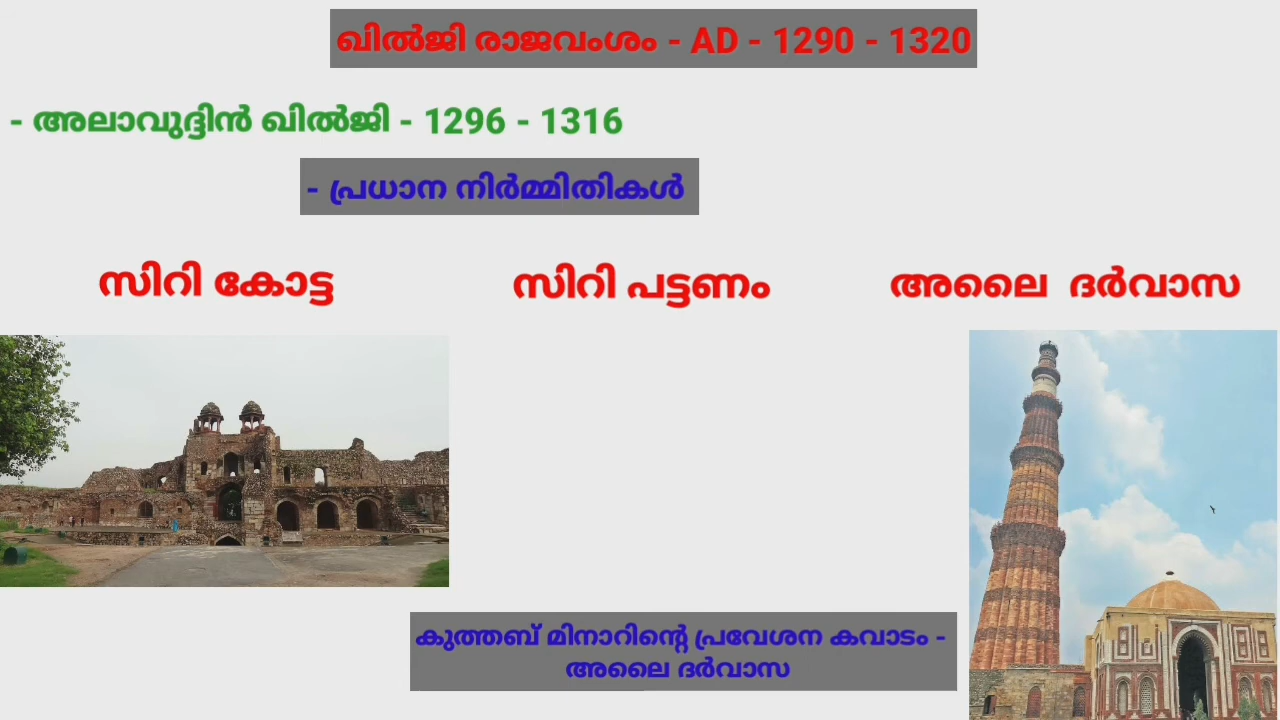 ഖിൽജി രാജവംശം - AD - 1290 - 1320
- അലാവുദ്ദിൻ ഖിൽജി - 1296 - 1316
- പ്രധാന നിർമ്മിതികൾ
സിറി കോട്ട
സിറി പട്ടണം
അലൈ ദർവാസ
കുത്തബ് മിനാറിന്റെ പ്രവേശന കവാടം -
അലൈ ദർവാസ